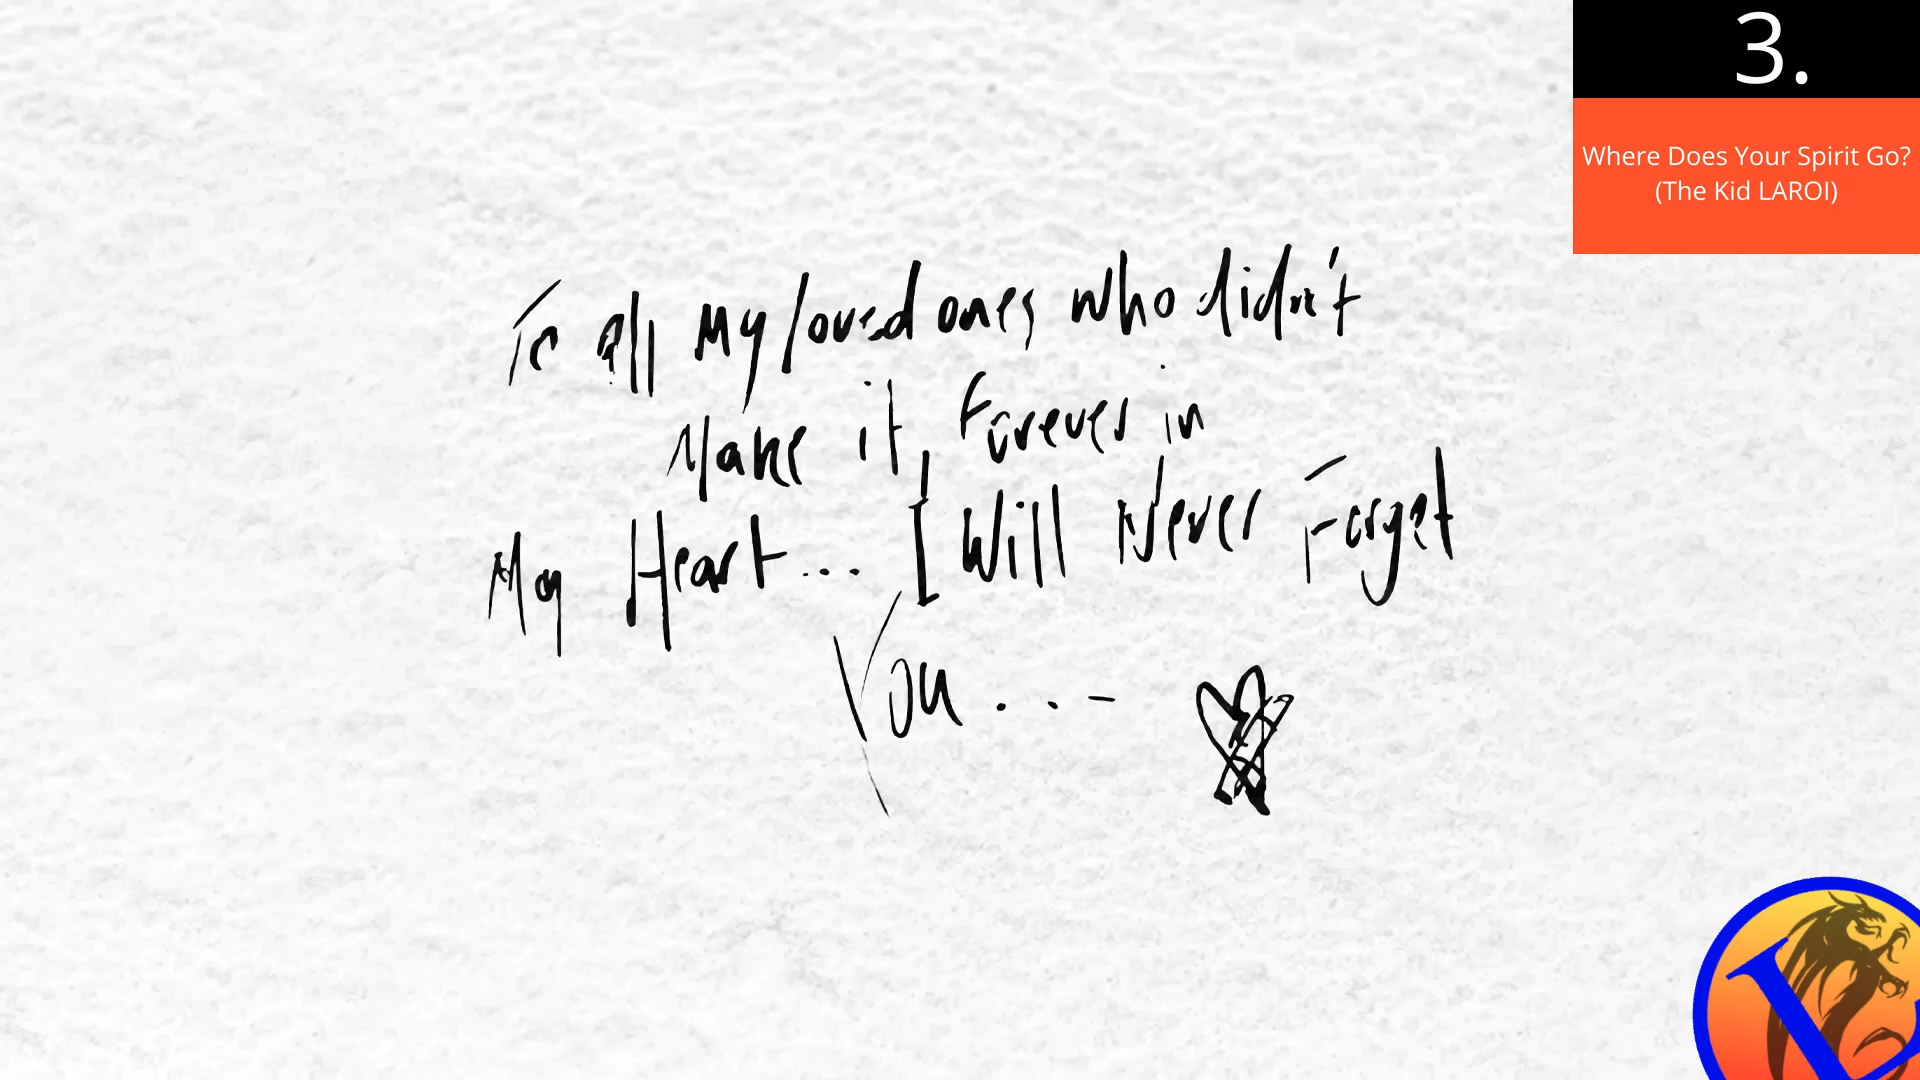 3.
Where Does Your Spirit Go?
(The Kid LAROI)
To all My loved ones who didn't
Make it, Forever in
My Heart... I Will Never Forget
You...-